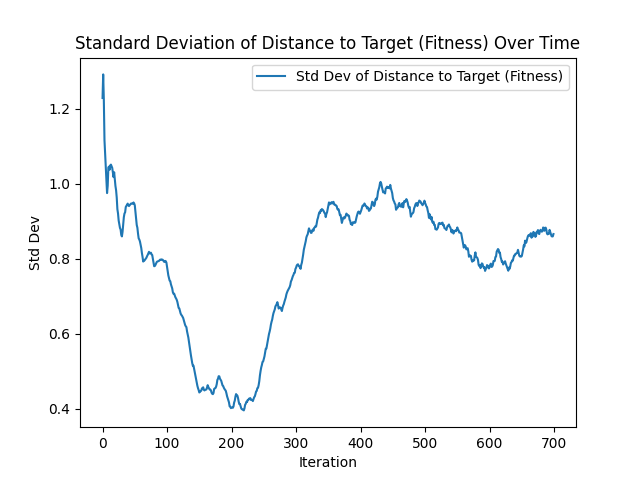 Standard Deviation of Distance to Target (Fitness) Over Time
Std Dev of Distance to Target (Fitness)
Std Dev
1.2
1.0
0.8
0.6
0.4
0 100 200 300 400 500 600 700
Iteration